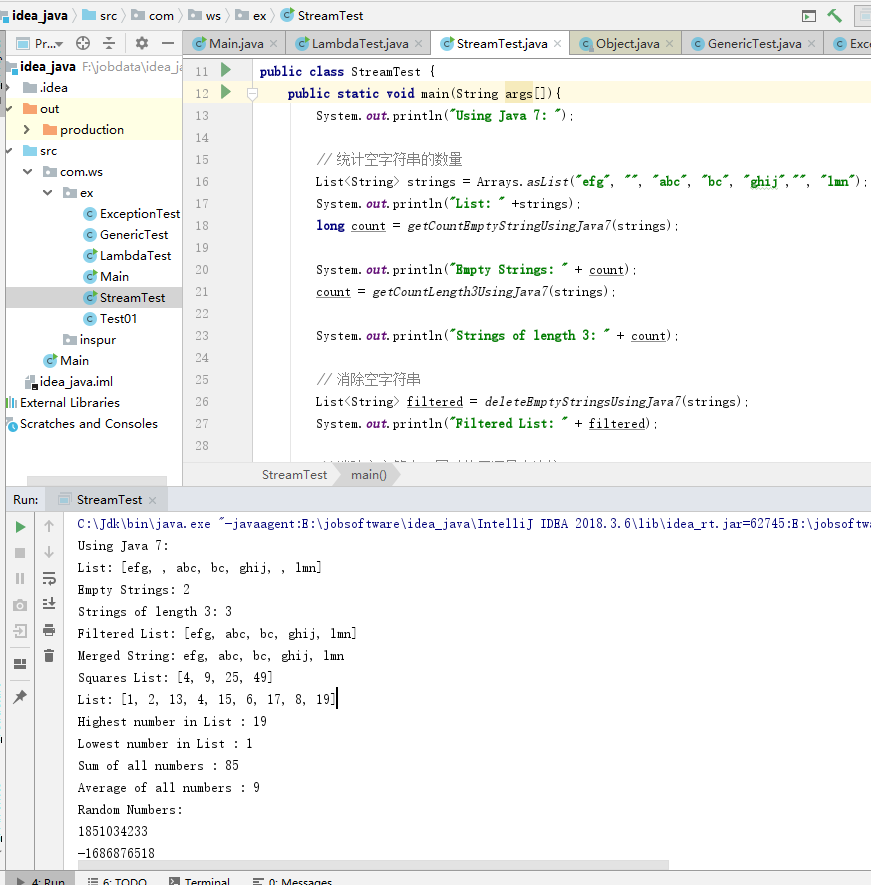 idea_java src com ws ex StreamTest
Pr... Main.java LambdaTest.java StreamTest.java Object.java GenericTest.java Exc
idea_java F:\jobdata\idea_ja
.idea
out
production
src
com.ws
ex
ExceptionTest
GenericTest
LambdaTest
Main
StreamTest
Test01
inspur
Main
idea_java.iml
External Libraries
Scratches and Consoles
11 public class StreamTest {
12 public static void main(String args[]){
13 System.out.println("Using Java 7: ");
14
15 // 统计空字符串的数量
16 List<String> strings = Arrays.asList("efg", "", "abc", "bc", "ghij","", "lmn");
17 System.out.println("List: " +strings);
18 long count = getCountEmptyStringUsingJava7(strings);
19
20 System.out.println("Empty Strings: " + count);
21 count = getCountLength3UsingJava7(strings);
22
23 System.out.println("Strings of length 3: " + count);
24
25 // 消除空字符串
26 List<String> filtered = deleteEmptyStringsUsingJava7(strings);
27 System.out.println("Filtered List: " + filtered);
28
StreamTest main()
Run: StreamTest
C:\Jdk\bin\java.exe "-javaagent:E:\jobsoftware\idea_java\IntelliJ IDEA 2018.3.6\lib\idea_rt.jar=62745:E:\jobsoftwa
Using Java 7:
List: [efg, , abc, bc, ghij, , lmn]
Empty Strings: 2
Strings of length 3: 3
Filtered List: [efg, abc, bc, ghij, lmn]
Merged String: efg, abc, bc, ghij, lmn
Squares List: [4, 9, 25, 49]
List: [1, 2, 13, 4, 15, 6, 17, 8, 19]
Highest number in List : 19
Lowest number in List : 1
Sum of all numbers : 85
Average of all numbers : 9
Random Numbers:
1851034233
-1686876518
4: Run 6: TODO Terminal 0: Messages